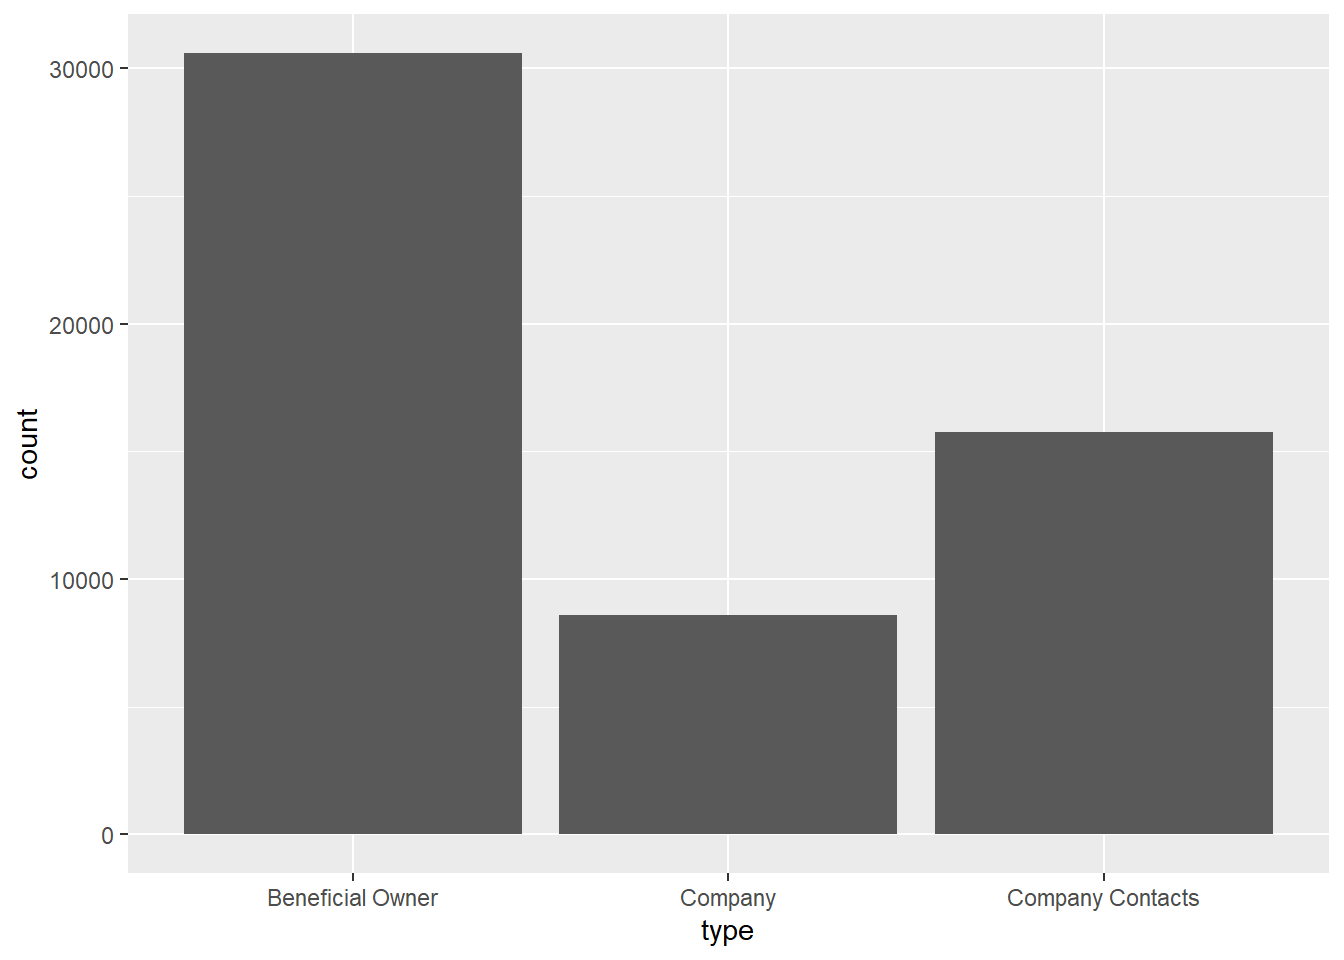 30000
20000
10000
0
count
Beneficial Owner
Company
Company Contacts
type